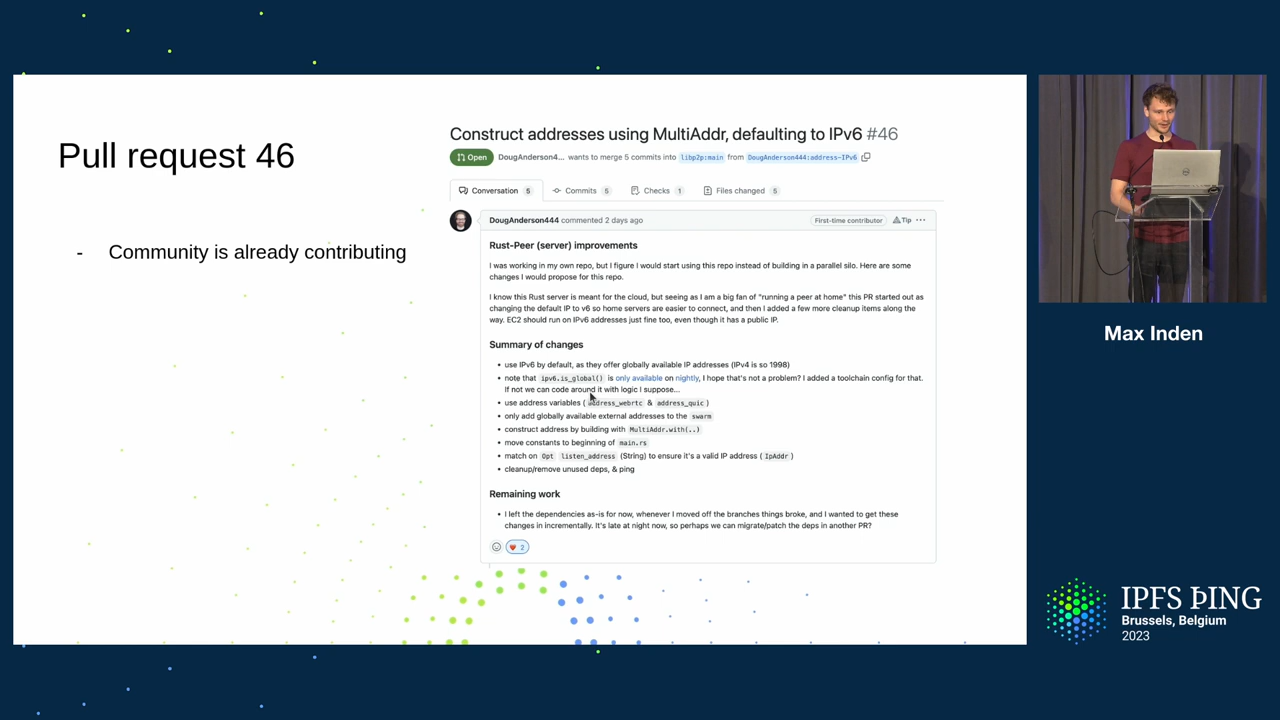 Pull request 46
- Community is already contributing
Construct addresses using MultiAddr, defaulting to IPv6 #46
Open DougAnderson4... wants to merge 5 commits into libp2p:main from DougAnderson444:address-IPv6
Conversation 5 Commits 5 Checks 1 Files changed 5
DougAnderson444 commented 2 days ago First-time contributor Tip ...
Rust-Peer (server) improvements
I was working in my own repo, but I figure I would start using this repo instead of building in a parallel silo. Here are some
changes I would propose for this repo.
I know this Rust server is meant for the cloud, but seeing as I am a big fan of "running a peer at home" this PR started out as
changing the default IP to v6 so home servers are easier to connect, and then I added a few more cleanup items along the
way. EC2 should run on IPv6 addresses just fine too, even though it has a public IP.
Summary of changes
• use IPv6 by default, as they offer globally available IP addresses (IPv4 is so 1998)
• note that ipv6.is_global() is only available on nightly, I hope that's not a problem? I added a toolchain config for that.
If not we can code around it with logic I suppose...
• use address variables ( address_webrtc & address_quic )
• only add globally available external addresses to the swarm
• construct address by building with MultiAddr.with(..)
• move constants to beginning of main.rs
• match on Opt listen_address (String) to ensure it's a valid IP address ( IpAddr )
• cleanup/remove unused deps, & ping
Remaining work
• I left the dependencies as-is for now, whenever I moved off the branches things broke, and I wanted to get these
changes in incrementally. It's late at night now, so perhaps we can migrate/patch the deps in another PR?
2
Max Inden
IPFS ÞING
Brussels, Belgium
2023